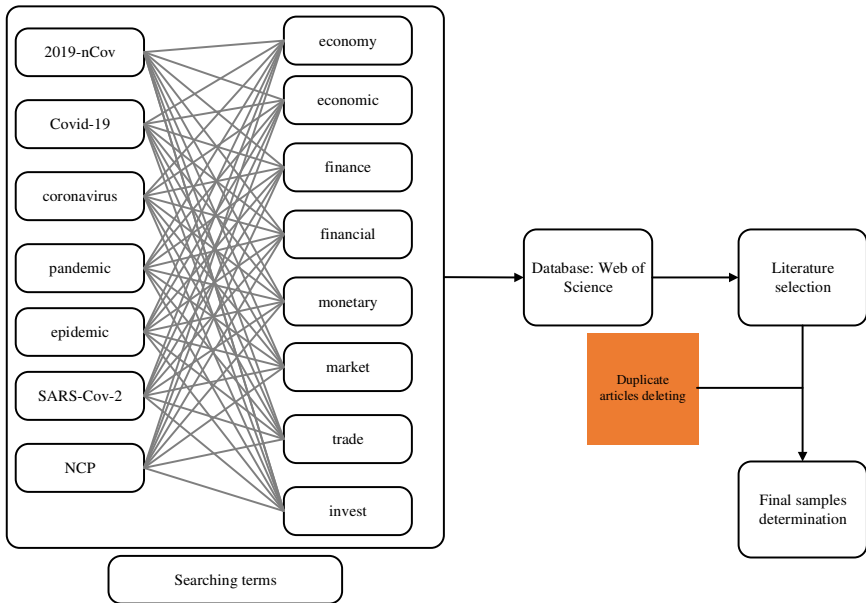 2019-nCov
Covid-19
coronavirus
pandemic
epidemic
SARS-Cov-2
NCP
economy
economic
finance
financial
monetary
market
trade
invest
Searching terms
Database: Web of
Science
Literature
selection
Duplicate
articles deleting
Final samples
determination